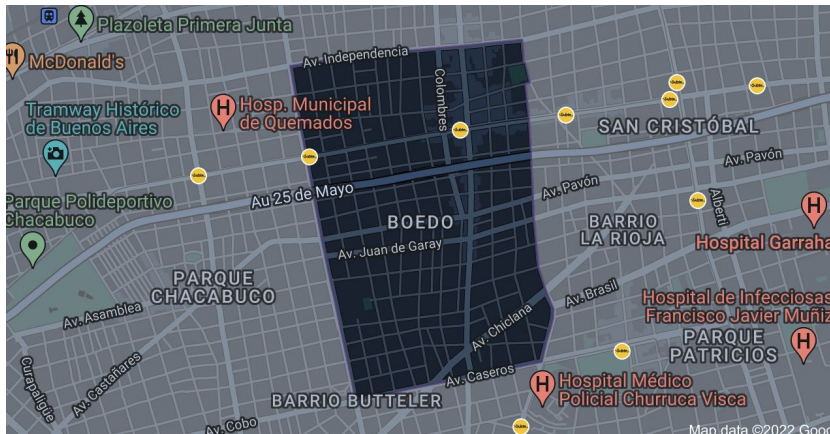 Plazoleta Primera Junta
Av. Independencia
McDonald's
Colombres
Tramway Histórico
de Buenos Aires
Hosp. Municipal
de Quemados
SAN CRISTÓBAL
Av. Pavón
Au 25 de Mayo
Av. Pavón
Alberti
Parque Polideportivo
Chacabuco
BOEDO
BARRIO
LA RIOJA
Hospital Garraha
Av. Juan de Garay
PARQUE
CHACABUCO
Av. Brasil
Hospital de Infecciosas
Francisco Javier Muñiz
Av. Asamblea
Av. Chiclana
PARQUE
PATRICIOS
Curapaligüe
Av. Castañares
Av. Caseros
Hospital Médico
Policial Churruca Visca
BARRIO BUTTELER
Av. Cobo
Map data ©2022 Goo